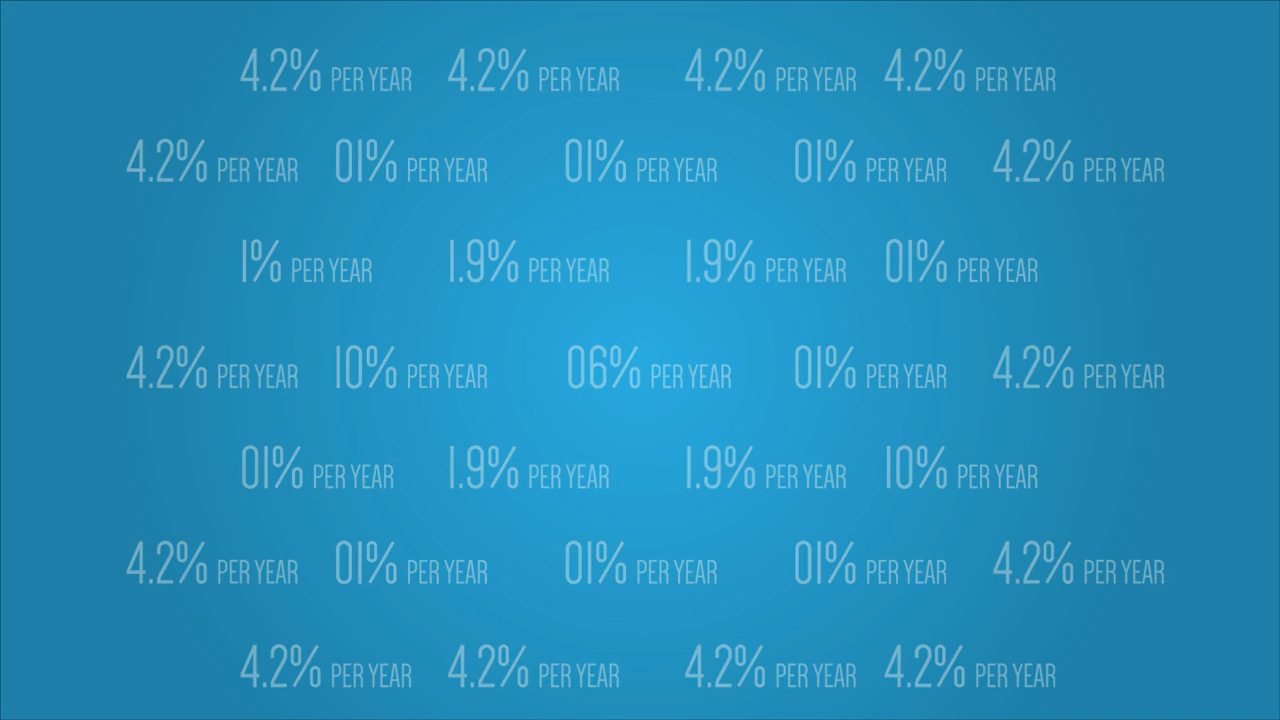 4.2% PER YEAR 4.2% PER YEAR 4.2% PER YEAR 4.2% PER YEAR
4.2% PER YEAR 01% PER YEAR 01% PER YEAR 01% PER YEAR 4.2% PER YEAR
1% PER YEAR 1.9% PER YEAR 1.9% PER YEAR 01% PER YEAR
4.2% PER YEAR 10% PER YEAR 06% PER YEAR 01% PER YEAR 4.2% PER YEAR
01% PER YEAR 1.9% PER YEAR 1.9% PER YEAR 10% PER YEAR
4.2% PER YEAR 01% PER YEAR 01% PER YEAR 01% PER YEAR 4.2% PER YEAR
4.2% PER YEAR 4.2% PER YEAR 4.2% PER YEAR 4.2% PER YEAR